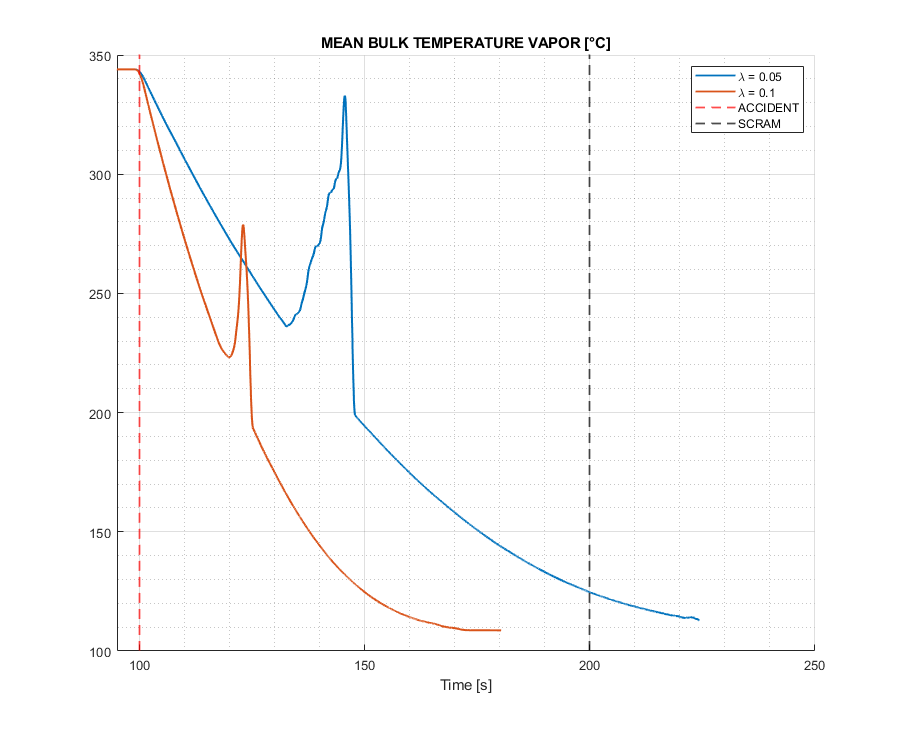 MEAN BULK TEMPERATURE VAPOR [°C]
350
300
250
200
150
100
100
150
200
250
Time [s]
λ = 0.05
λ = 0.1
ACCIDENT
SCRAM